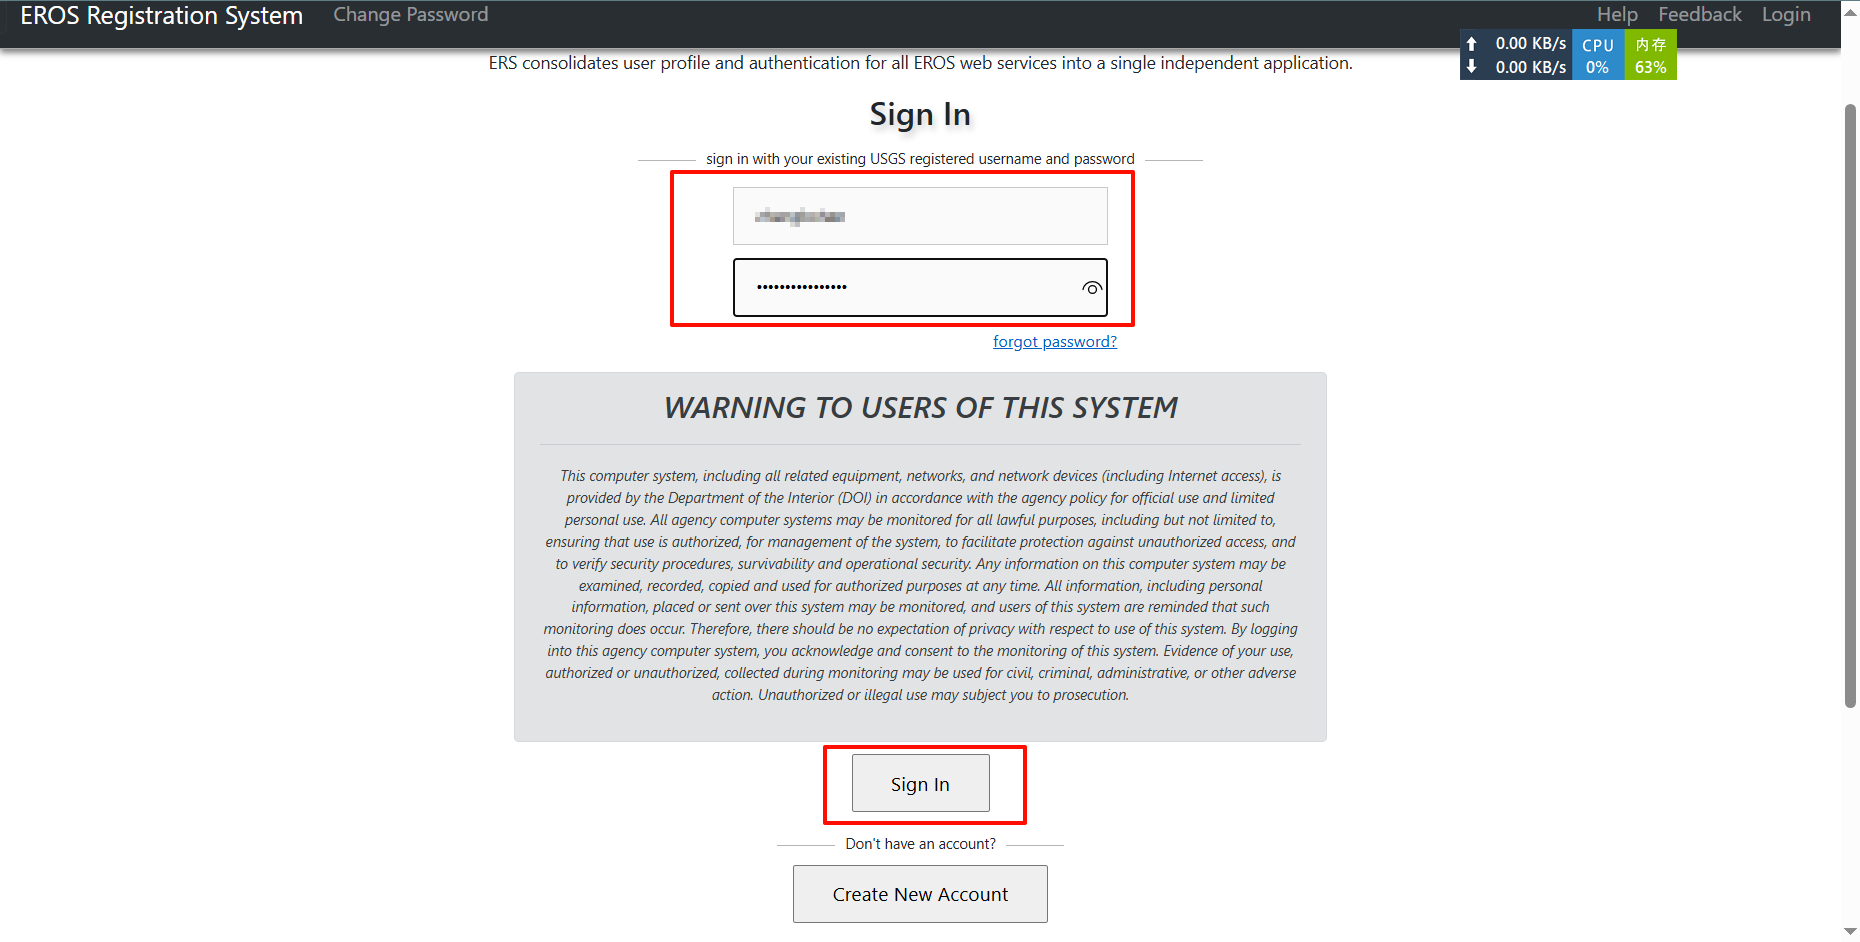 EROS Registration System Change Password Help Feedback Login
↑ 0.00 KB/s CPU 内存
↓ 0.00 KB/s 0% 63%
ERS consolidates user profile and authentication for all EROS web services into a single independent application.
Sign In
sign in with your existing USGS registered username and password
••••••••••••••••
forgot password?
WARNING TO USERS OF THIS SYSTEM
This computer system, including all related equipment, networks, and network devices (including Internet access), is
provided by the Department of the Interior (DOI) in accordance with the agency policy for official use and limited
personal use. All agency computer systems may be monitored for all lawful purposes, including but not limited to,
ensuring that use is authorized, for management of the system, to facilitate protection against unauthorized access, and
to verify security procedures, survivability and operational security. Any information on this computer system may be
examined, recorded, copied and used for authorized purposes at any time. All information, including personal
information, placed or sent over this system may be monitored, and users of this system are reminded that such
monitoring does occur. Therefore, there should be no expectation of privacy with respect to use of this system. By logging
into this agency computer system, you acknowledge and consent to the monitoring of this system. Evidence of your use,
authorized or unauthorized, collected during monitoring may be used for civil, criminal, administrative, or other adverse
action. Unauthorized or illegal use may subject you to prosecution.
Sign In
Don't have an account?
Create New Account